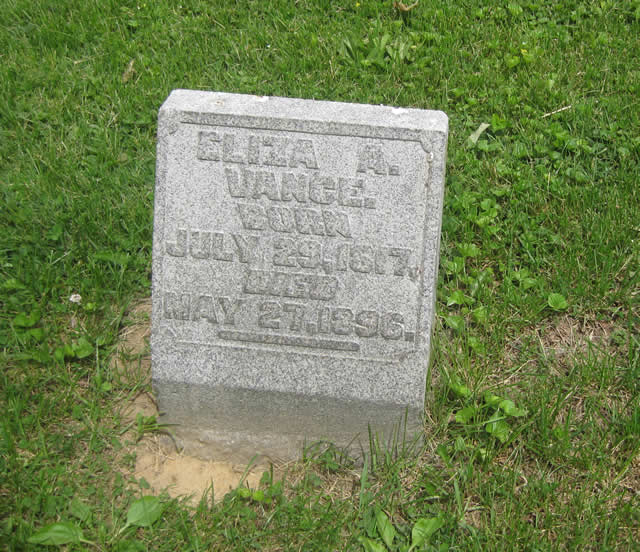 ELIZA A.
VANCE.
BORN
JULY 29, 1817.
DIED
MAY 27, 1896.